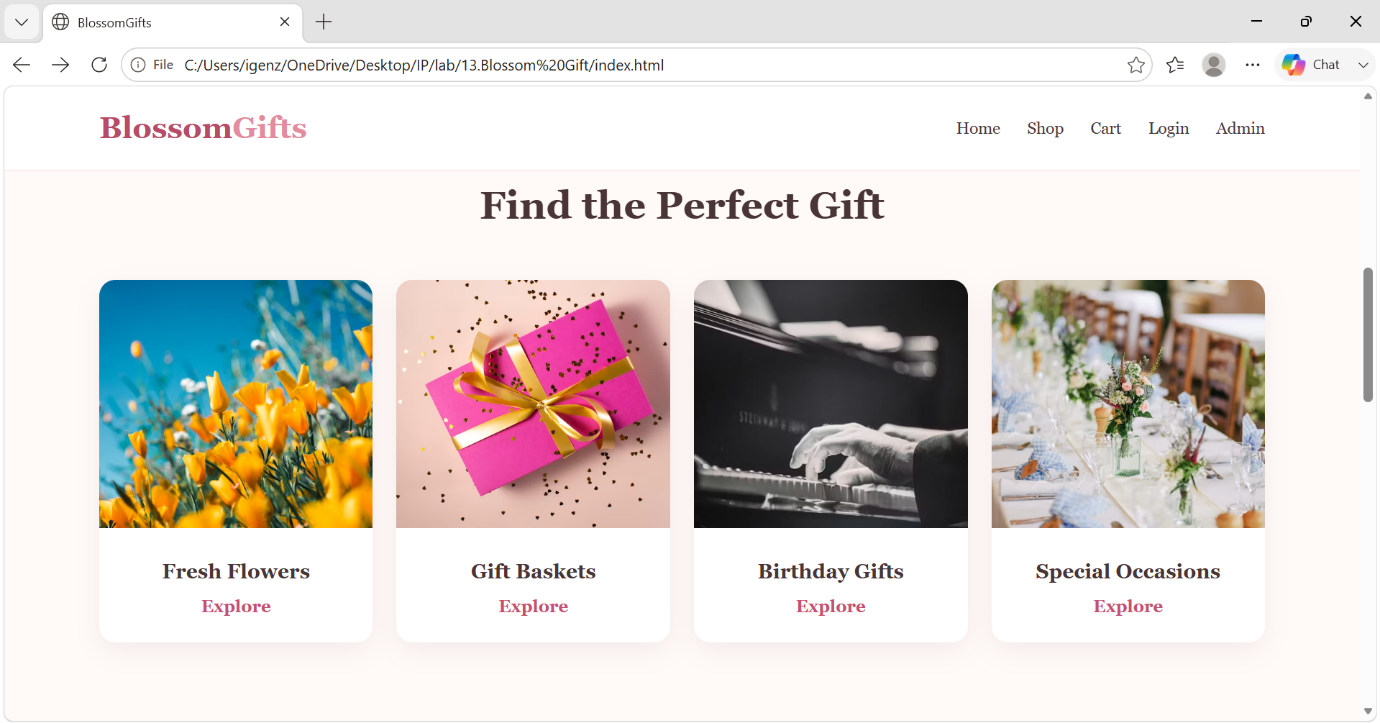 BlossomGifts
File C:/Users/igenz/OneDrive/Desktop/IP/lab/13.Blossom%20Gift/index.html
Chat
BlossomGifts
Home Shop Cart Login Admin
Find the Perfect Gift
Fresh Flowers
Explore
Gift Baskets
Explore
Birthday Gifts
Explore
Special Occasions
Explore